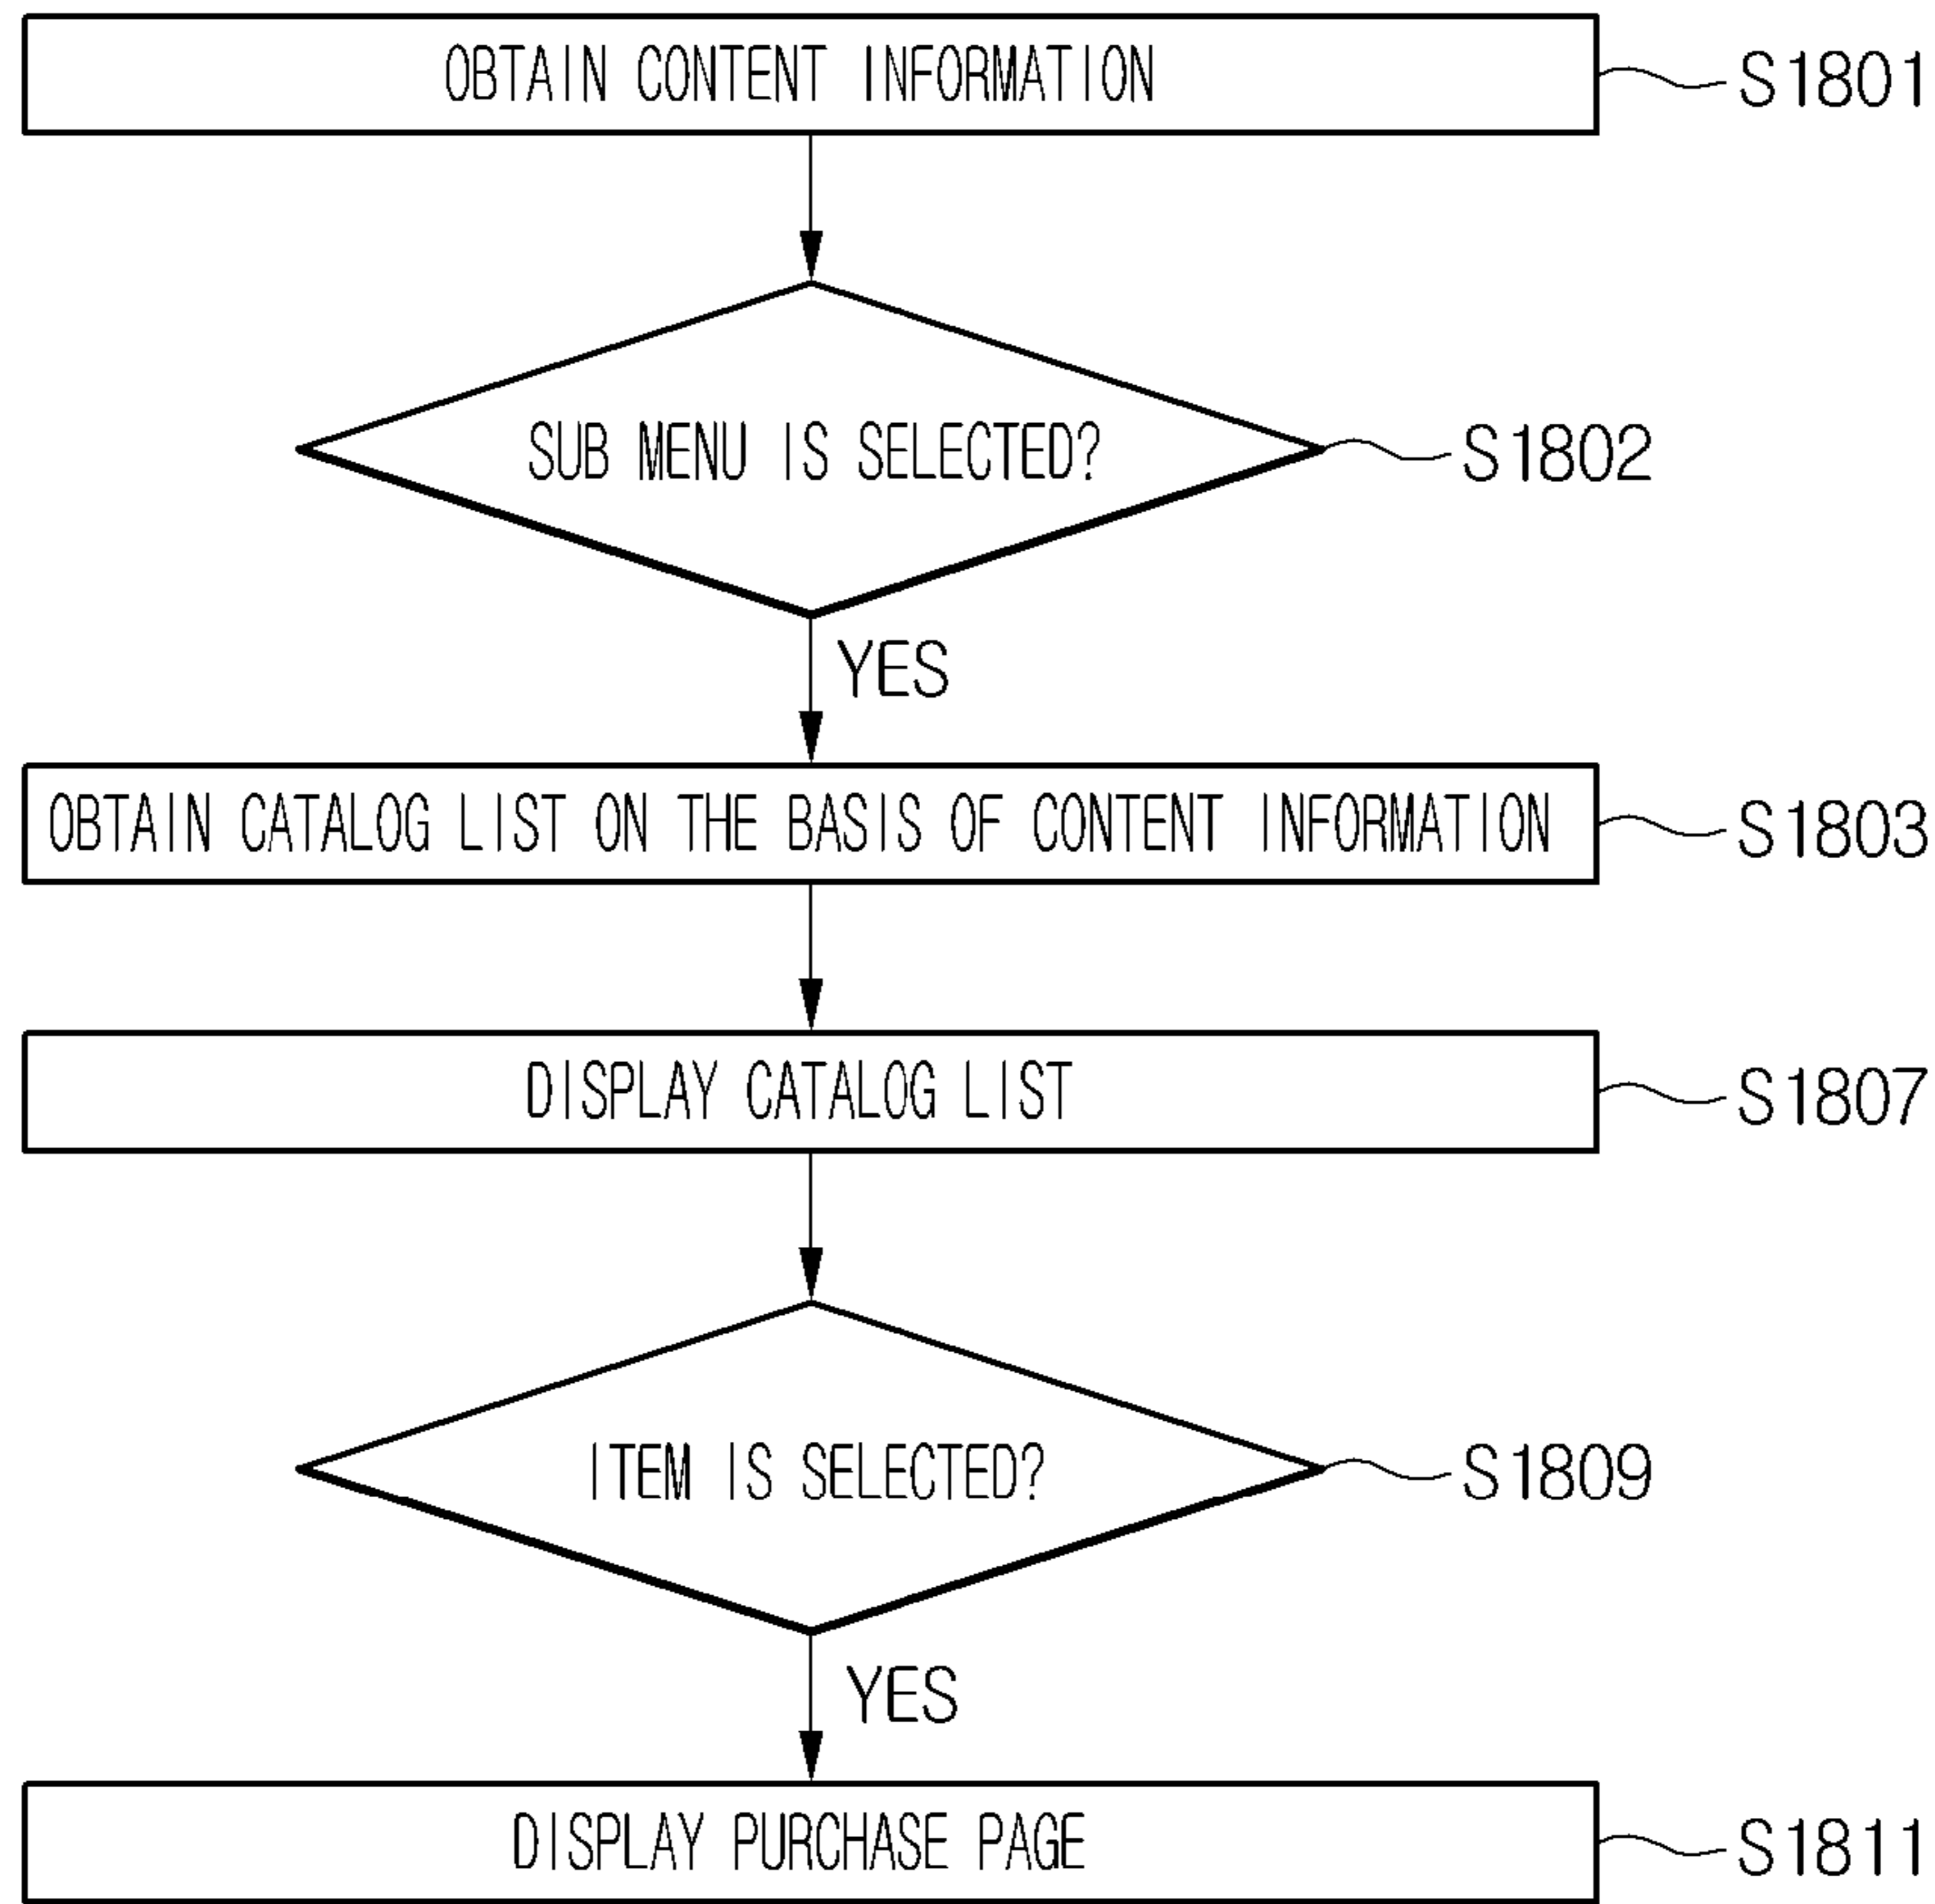 OBTAIN CONTENT INFORMATION S1801
SUB MENU IS SELECTED? S1802
YES
OBTAIN CATALOG LIST ON THE BASIS OF CONTENT INFORMATION S1803
DISPLAY CATALOG LIST S1807
ITEM IS SELECTED? S1809
YES
DISPLAY PURCHASE PAGE S1811